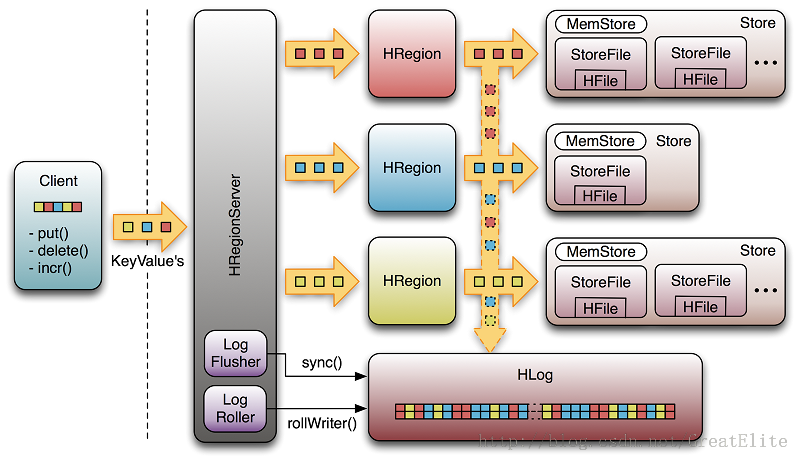 Client
- put()
- delete()
- incr()
KeyValue's
HRegionServer
Log
Flusher
Log
Roller
sync()
rollWriter()
HRegion
HRegion
HRegion
MemStore
Store
StoreFile
HFile
StoreFile
HFile
...
MemStore
Store
StoreFile
HFile
MemStore
Store
StoreFile
HFile
StoreFile
HFile
...
HLog
http://blog.csdn.net/GreatElite